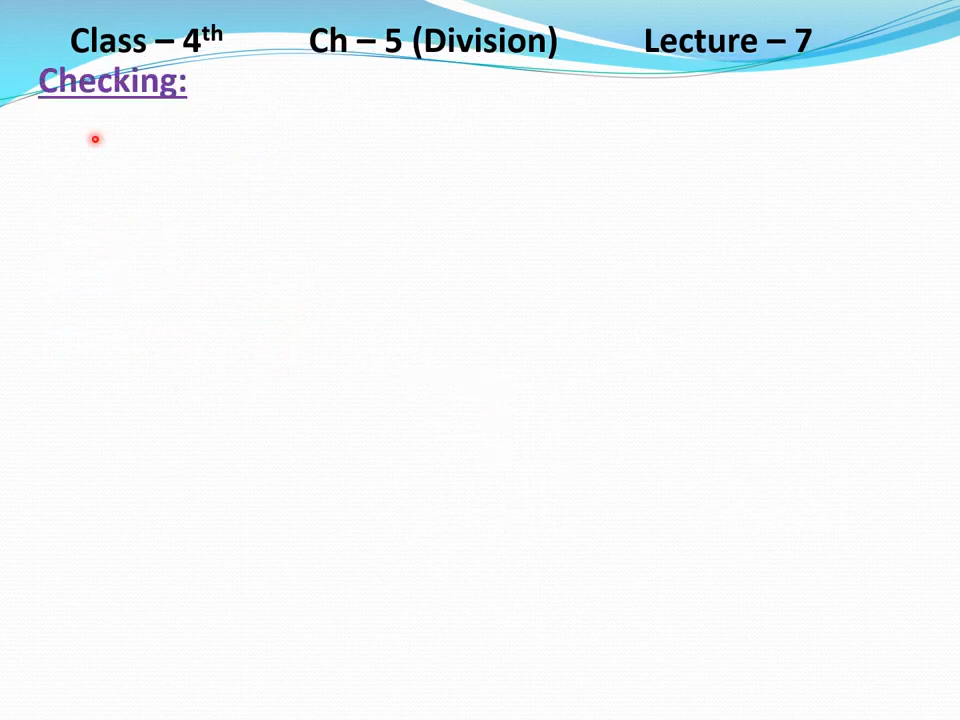 Class – 4th Ch – 5 (Division) Lecture – 7
Checking: